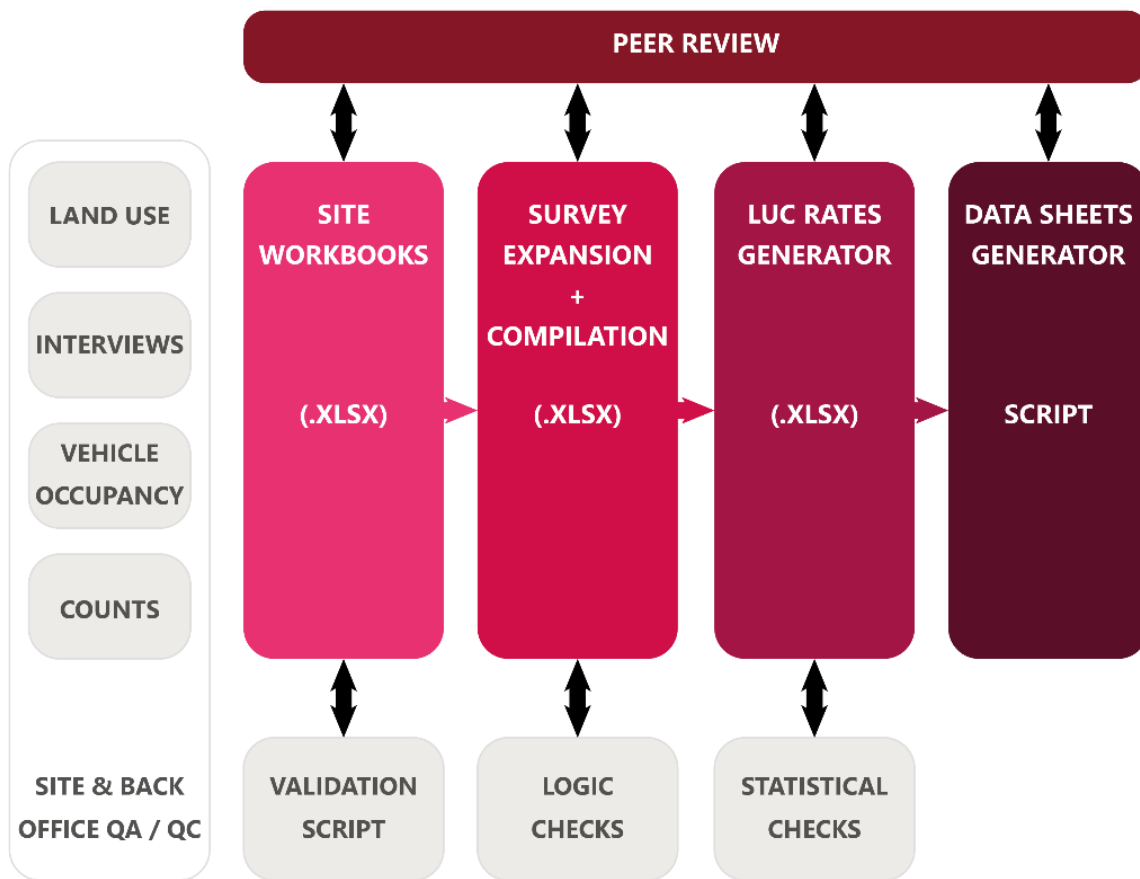 PEER REVIEW
LAND USE
INTERVIEWS
VEHICLE
OCCUPANCY
COUNTS
SITE & BACK
OFFICE QA / QC
SITE
WORKBOOKS
(.XLSX)
SURVEY
EXPANSION
+
COMPILATION
(.XLSX)
LUC RATES
GENERATOR
(.XLSX)
DATA SHEETS
GENERATOR
SCRIPT
VALIDATION
SCRIPT
LOGIC
CHECKS
STATISTICAL
CHECKS